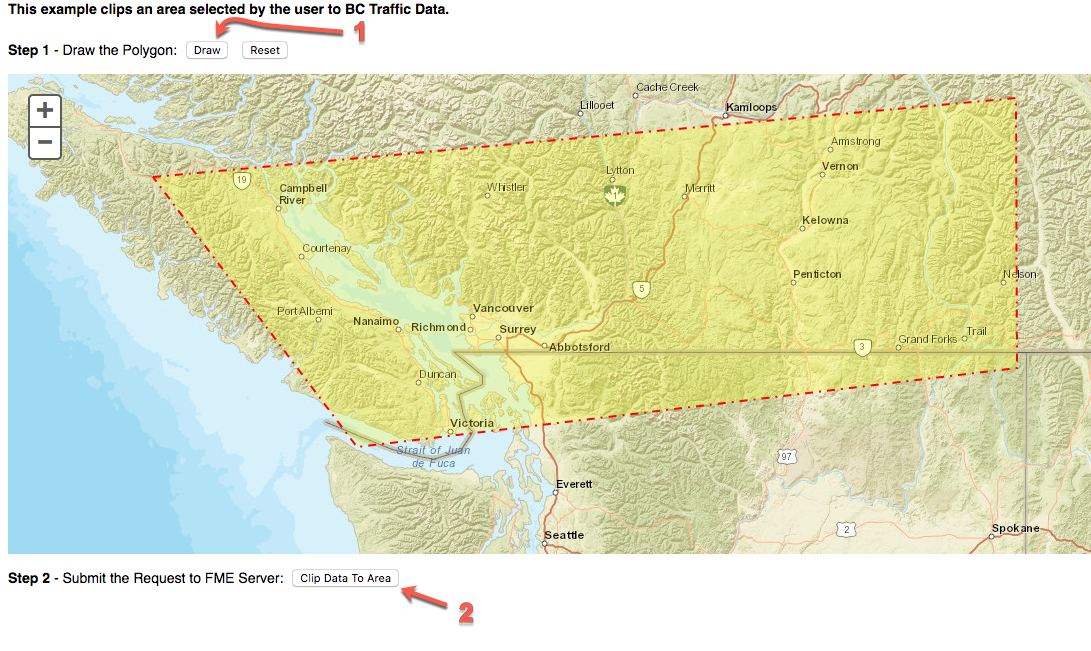 This example clips an area selected by the user to BC Traffic Data.
1
Step 1 - Draw the Polygon: Draw Reset
+
−
Cache Creek
Lillooet
Kamloops
Armstrong
Lytton
Vernon
19
Campbell
River
Whistler
1
Merritt
Kelowna
Courtenay
Penticton
Nelson
5
Port Alberni
Vancouver
Nanaimo
Richmond
Surrey
Trail
Grand Forks
3
Abbotsford
Duncan
Victoria
Strait of Juan
de Fuca
97
Everett
2
Spokane
Seattle
Step 2 - Submit the Request to FME Server: Clip Data To Area
2